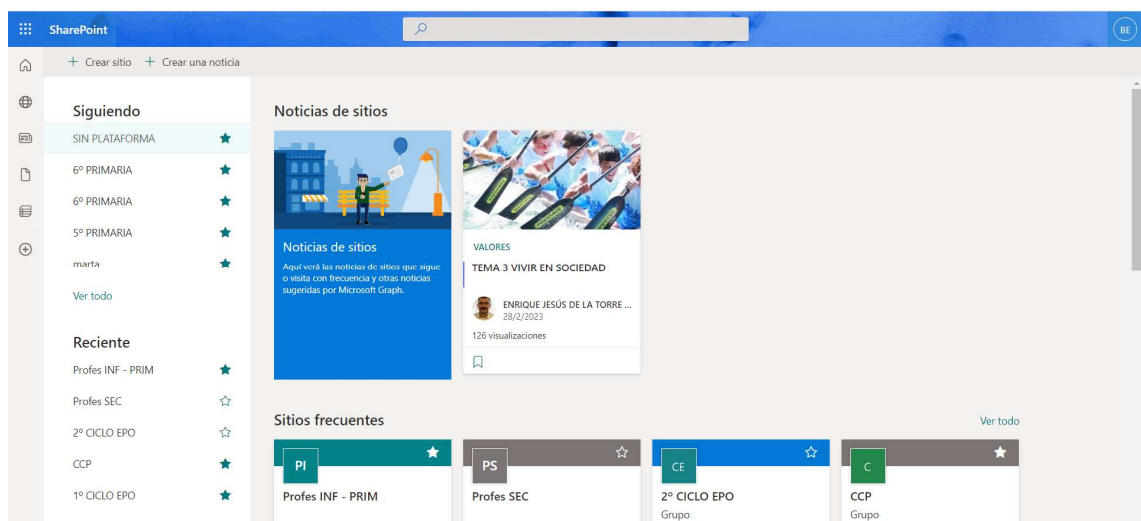 SharePoint
BE
+ Crear sitio + Crear una noticia
Siguiendo
SIN PLATAFORMA
6º PRIMARIA
6º PRIMARIA
5º PRIMARIA
marta
Ver todo
Reciente
Profes INF - PRIM
Profes SEC
2º CICLO EPO
CCP
1º CICLO EPO
Noticias de sitios
Noticias de sitios
Aquí verá las noticias de sitios que sigue
o visita con frecuencia y otras noticias
sugeridas por Microsoft Graph.
VALORES
TEMA 3 VIVIR EN SOCIEDAD
ENRIQUE JESÚS DE LA TORRE ...
28/2/2023
126 visualizaciones
Sitios frecuentes
Ver todo
PI
Profes INF - PRIM
PS
Profes SEC
CE
2º CICLO EPO
Grupo
C
CCP
Grupo